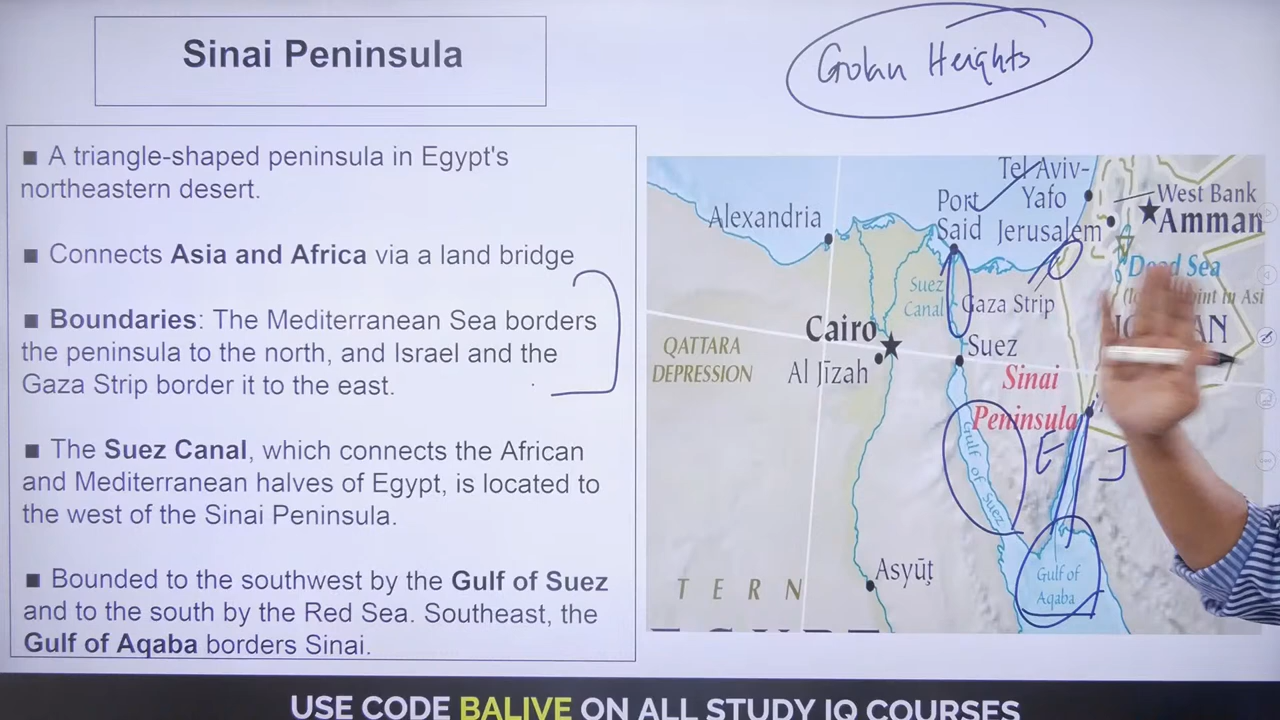 Sinai Peninsula
Golan Heights
■ A triangle-shaped peninsula in Egypt's
northeastern desert.
■ Connects Asia and Africa via a land bridge
■ Boundaries: The Mediterranean Sea borders
the peninsula to the north, and Israel and the
Gaza Strip border it to the east.
■ The Suez Canal, which connects the African
and Mediterranean halves of Egypt, is located to
the west of the Sinai Peninsula.
■ Bounded to the southwest by the Gulf of Suez
and to the south by the Red Sea. Southeast, the
Gulf of Aqaba borders Sinai.
Tel Aviv-
Yafo
West Bank
Port
Said
Alexandria
Jerusalem
Amman
Dead Sea
Suez
Canal
Gaza Strip
Cairo
Suez
QATTARA
DEPRESSION
Al Jīzah
Sinai
Peninsula
Gulf of Suez
E
J
Gulf of
Aqaba
Asyūţ
TERN
USE CODE BALIVE ON ALL STUDY IQ COURSES